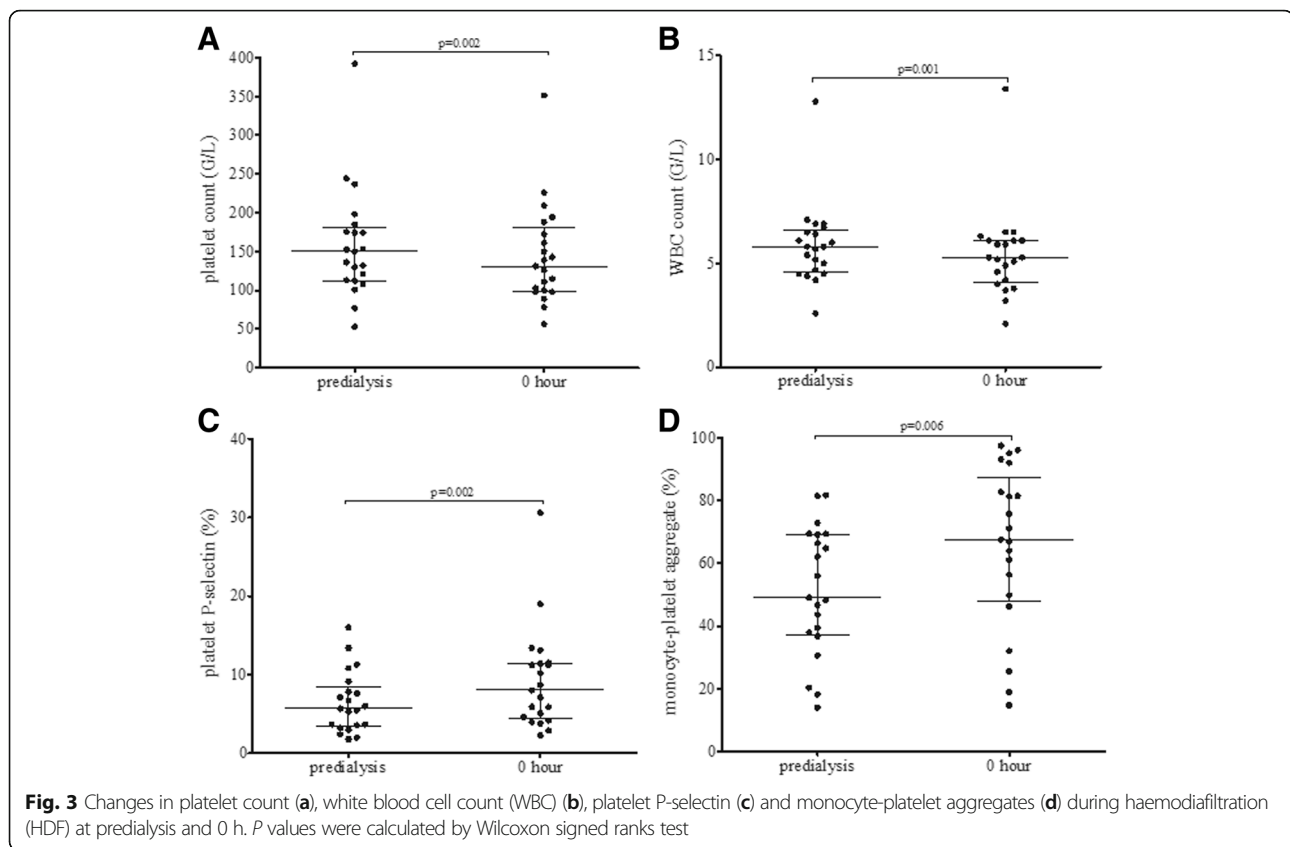 A
p=0.002
400
350
300
250
200
150
100
50
0
platelet count (G/L)
predialysis
0 hour
B
p=0.001
15
10
5
0
WBC count (G/L)
predialysis
0 hour
C
p=0.002
40
30
20
10
0
platelet P-selectin (%)
predialysis
0 hour
D
p=0.006
100
80
60
40
20
0
monocyte-platelet aggregate (%)
predialysis
0 hour
Fig. 3 Changes in platelet count (a), white blood cell count (WBC) (b), platelet P-selectin (c) and monocyte-platelet aggregates (d) during haemodiafiltration
(HDF) at predialysis and 0 h. P values were calculated by Wilcoxon signed ranks test